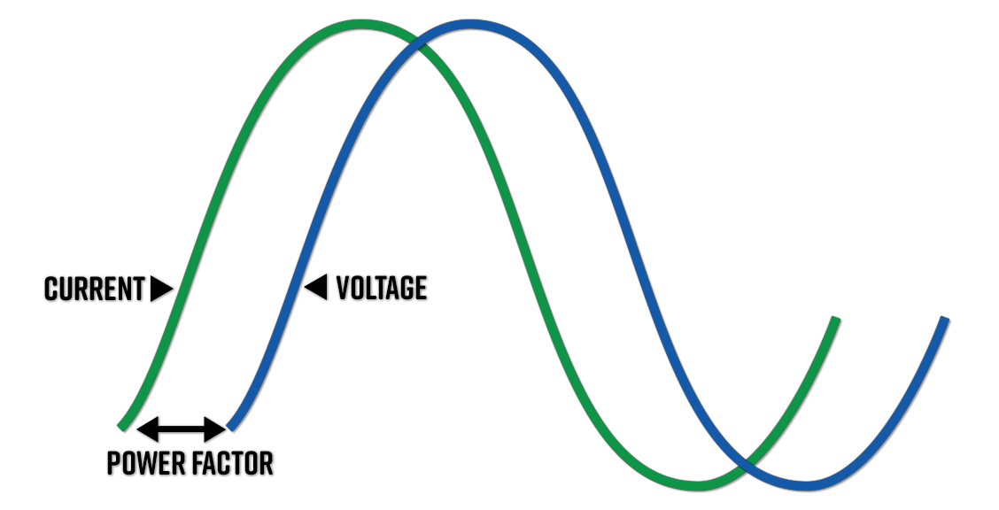 CURRENT
VOLTAGE
POWER FACTOR